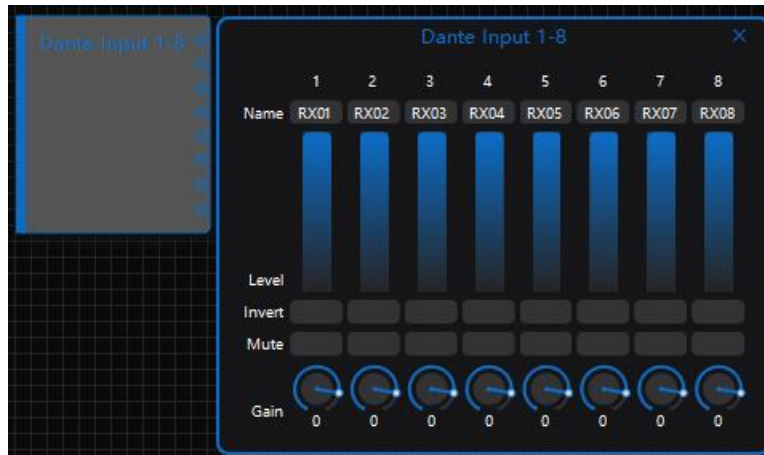 Dante Input 1-8
Dante Input 1-8 ×
1 2 3 4 5 6 7 8
Name RX01 RX02 RX03 RX04 RX05 RX06 RX07 RX08
Level
Invert
Mute
Gain
0 0 0 0 0 0 0 0